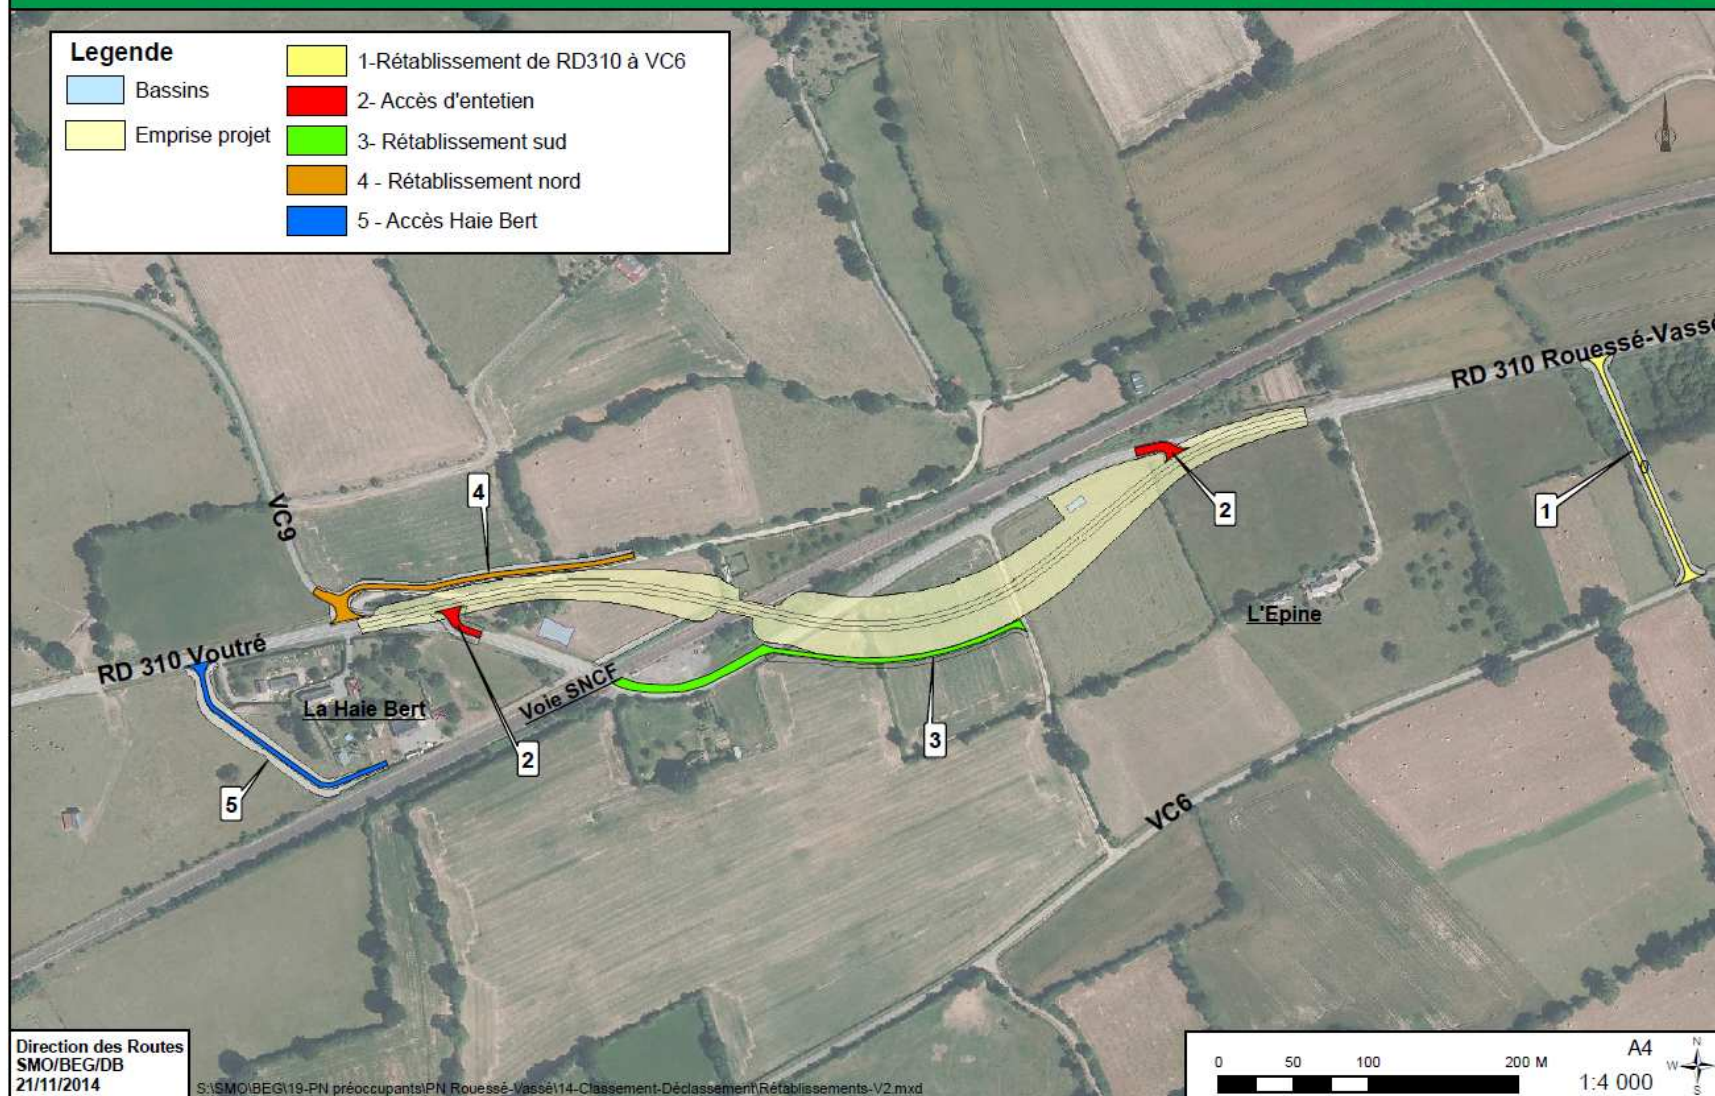 Legende
Bassins
Emprise projet
1-Rétablissement de RD310 à VC6
2- Accès d'entetien
3- Rétablissement sud
4 - Rétablissement nord
5 - Accès Haie Bert
RD 310 Rouessé-Vassé
1
2
4
VC9
L'Epine
RD 310 Voutré
La Haie Bert
Voie SNCF
3
2
5
VC6
Direction des Routes
SMO/BEG/DB
21/11/2014
S:\SMO\BEG\19-PN préoccupants\PN Rouessé-Vassé\14-Classement-Déclassement\Rétablissements-V2.mxd
0 50 100 200 M
A4
1:4 000
N
W E
S